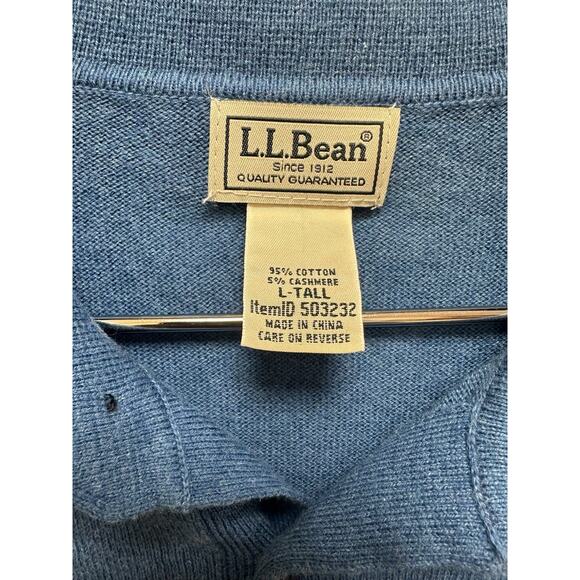 L.L.Bean®
Since 1912
QUALITY GUARANTEED
95% COTTON
5% CASHMERE
L-TALL
ItemID 503232
MADE IN CHINA
CARE ON REVERSE